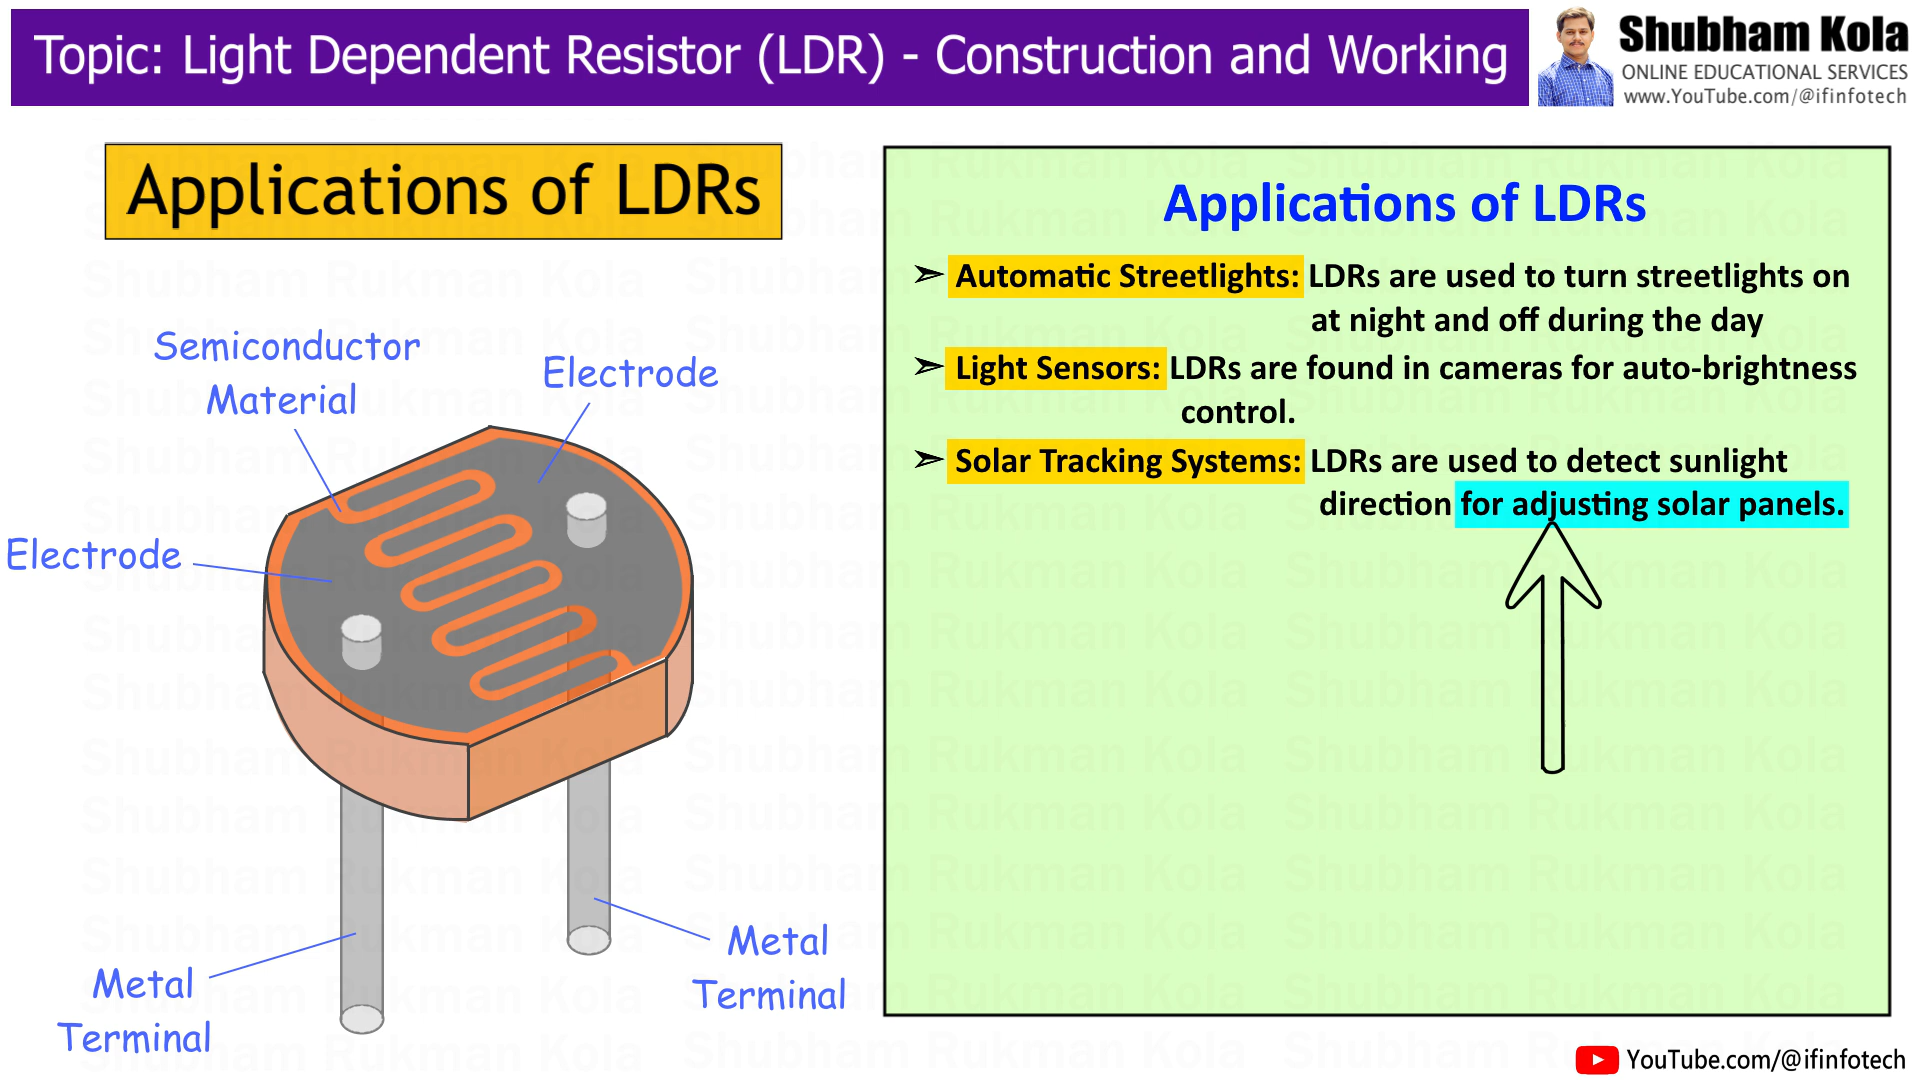 Topic: Light Dependent Resistor (LDR) - Construction and Working
Shubham Kola
ONLINE EDUCATIONAL SERVICES
www.YouTube.com/@ifinfotech
Applications of LDRs
Semiconductor
Material
Electrode
Electrode
Metal
Terminal
Metal
Terminal
Applications of LDRs
➢ Automatic Streetlights: LDRs are used to turn streetlights on
at night and off during the day
➢ Light Sensors: LDRs are found in cameras for auto-brightness
control.
➢ Solar Tracking Systems: LDRs are used to detect sunlight
direction for adjusting solar panels.
YouTube.com/@ifinfotech
Shubham Rukman Kola